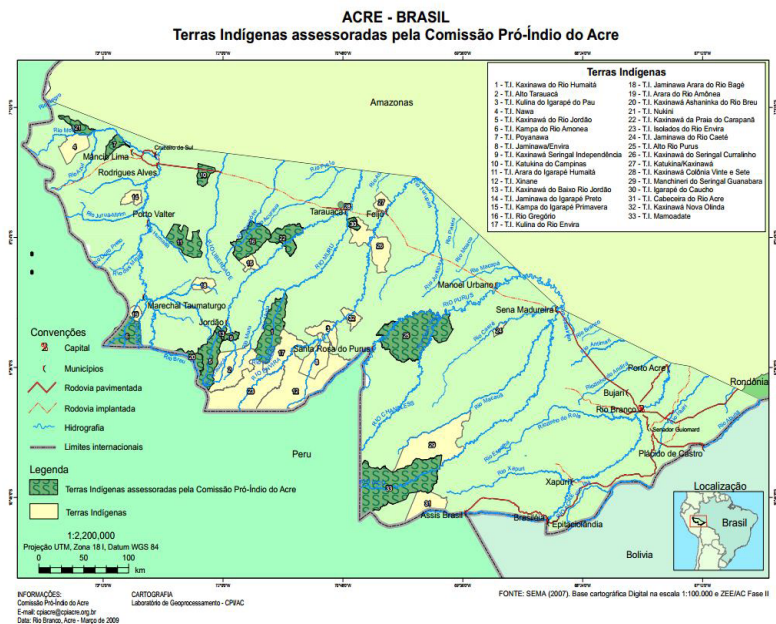 ACRE - BRASIL
Terras Indígenas assessoradas pela Comissão Pró-Índio do Acre
Terras Indígenas
1 - T.I. Kaxinawa do Rio Humaitá
2 - T.I. Alto Tarauacá
3 - T.I. Kulina do Igarapé do Pau
4 - T.I. Nawa
5 - T.I. Kaxinawá do Rio Jordão
6 - T.I. Kampa do Rio Amonea
7 - T.I. Poyanawa
8 - T.I. Jaminawa/Envira
9 - T.I. Kaxinawá Seringal Independência
10 - T.I. Katukina do Campinas
11 - T.I. Arara do Igarapé Humaitá
12 - T.I. Xinane
13 - T.I. Kaxinawá do Baixo Rio Jordão
14 - T.I. Jaminawa do Igarapé Preto
15 - T.I. Kampa do Igarapé Primavera
16 - T.I. Rio Gregório
17 - T.I. Kulina do Rio Envira
18 - T.I. Jaminawa Arara do Rio Bagé
19 - T.I. Arara do Rio Amônea
20 - T.I. Kaxinawá Ashaninka do Rio Breu
21 - T.I. Nukini
22 - T.I. Kaxinawá da Praia do Carapanã
23 - T.I. Isolados do Rio Envira
24 - T.I. Jaminawa do Rio Caeté
25 - T.I. Alto Rio Purus
26 - T.I. Kaxinawá do Seringal Curralinho
27 - T.I. Katukina/Kaxinawá
28 - T.I. Kaxinawá Colônia Vinte e Sete
29 - T.I. Manchineri do Seringal Guanabara
30 - T.I. Igarapé do Caucho
31 - T.I. Cabeceira do Rio Acre
32 - T.I. Kaxinawá Nova Olinda
33 - T.I. Mamoadate
Amazonas
Cruzeiro do Sul
Mâncio Lima
Rodrigues Alves
Porto Valter
Tarauacá
Feijó
RIO MURU
RIO PURUS
Manoel Urbano
Sena Madureira
Marechal Taumaturgo
Jordão
Santa Rosa do Purus
Porto Acre
Bujari
Rio Branco
Rondônia
Senador Guiomard
Plácido de Castro
Xapuri
Rio Xapuri
Assis Brasil
Brasiléia
Epitaciolândia
Peru
Bolivia
Convenções
Capital
Municípios
Rodovia pavimentada
Rodovia implantada
Hidrografia
Limites internacionais
Legenda
Terras Indígenas assessoradas pela Comissão Pró-Índio do Acre
Terras Indígenas
1:2,200,000
Projeção UTM, Zona 18 I, Datum WGS 84
100 50 0 100
km
Localização
Brasil
INFORMAÇÕES:
Comissão Pró-Índio do Acre
E-mail: cpiacre@cpiacre.org.br
Data: Rio Branco, Acre - Março de 2009
CARTOGRAFIA
Laboratório de Geoprocessamento - CPI/AC
FONTE: SEMA (2007). Base cartográfica Digital na escala 1:100.000 e ZEE/AC Fase II